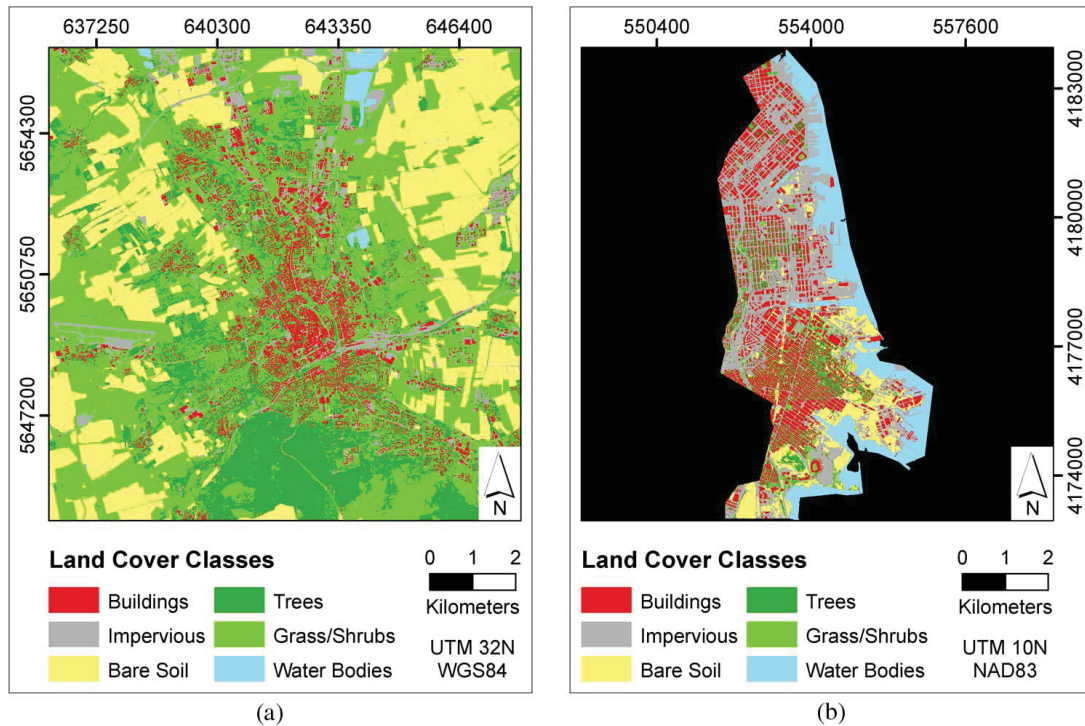 637250 640300 643350 646400
5654300
5650750
5647200
N
Land Cover Classes
Buildings
Impervious
Bare Soil
Trees
Grass/Shrubs
Water Bodies
0 1 2
Kilometers
UTM 32N
WGS84
(a)
550400 554000 557600
4183000
4180000
4177000
4174000
N
Land Cover Classes
Buildings
Impervious
Bare Soil
Trees
Grass/Shrubs
Water Bodies
0 1 2
Kilometers
UTM 10N
NAD83
(b)